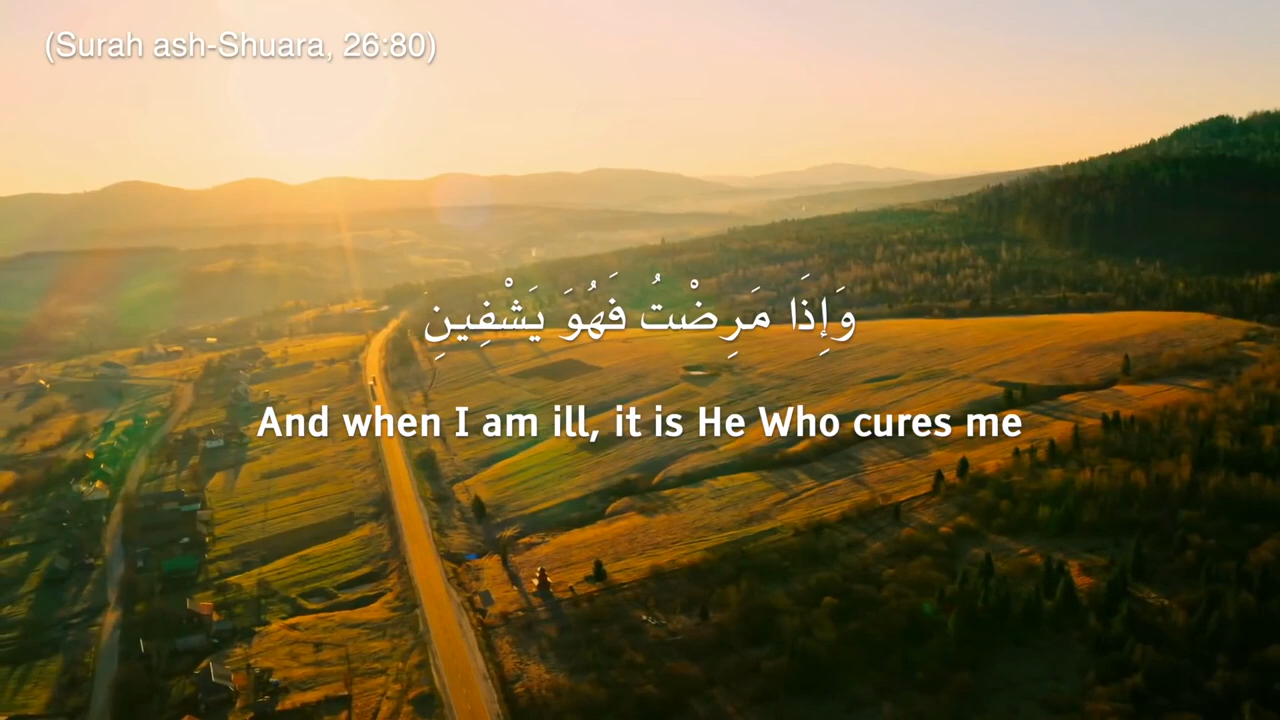 (Surah ash-Shuara, 26:80)
وَإِذَا مَرِضْتُ فَهُوَ يَشْفِينِ
And when I am ill, it is He Who cures me